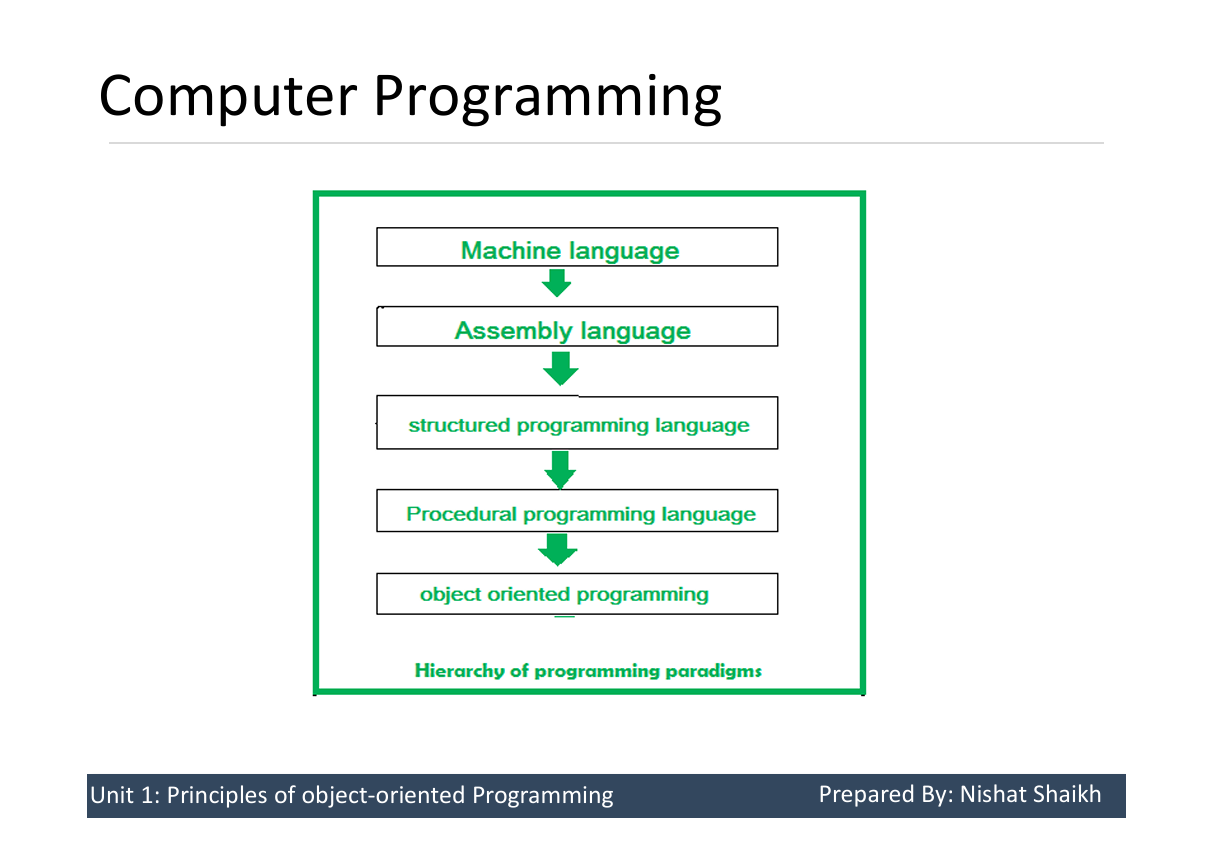 Computer Programming
Machine language
Assembly language
structured programming language
Procedural programming language
object oriented programming
Hierarchy of programming paradigms
Unit 1: Principles of object-oriented Programming
Prepared By: Nishat Shaikh